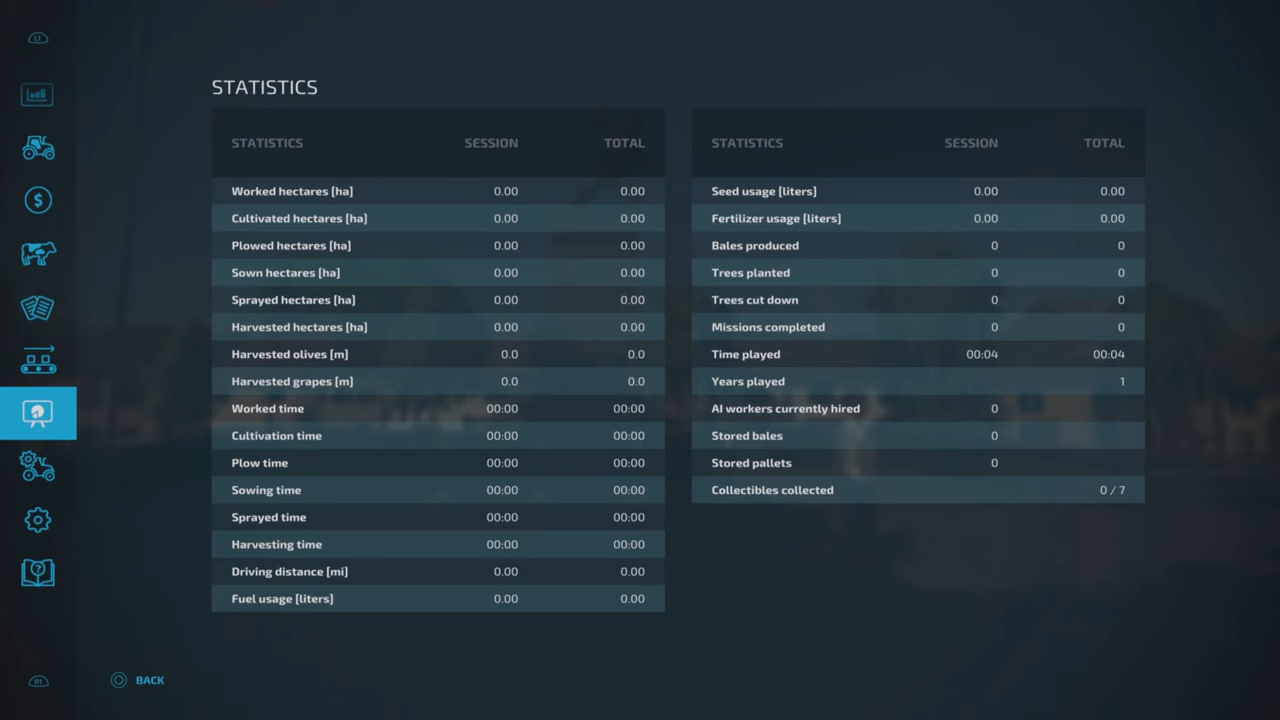 L1
STATISTICS
STATISTICS SESSION TOTAL
Worked hectares [ha] 0.00 0.00
Cultivated hectares [ha] 0.00 0.00
Plowed hectares [ha] 0.00 0.00
Sown hectares [ha] 0.00 0.00
Sprayed hectares [ha] 0.00 0.00
Harvested hectares [ha] 0.00 0.00
Harvested olives [m] 0.0 0.0
Harvested grapes [m] 0.0 0.0
Worked time 00:00 00:00
Cultivation time 00:00 00:00
Plow time 00:00 00:00
Sowing time 00:00 00:00
Sprayed time 00:00 00:00
Harvesting time 00:00 00:00
Driving distance [mi] 0.00 0.00
Fuel usage [liters] 0.00 0.00
STATISTICS SESSION TOTAL
Seed usage [liters] 0.00 0.00
Fertilizer usage [liters] 0.00 0.00
Bales produced 0 0
Trees planted 0 0
Trees cut down 0 0
Missions completed 0 0
Time played 00:04 00:04
Years played 1
AI workers currently hired 0
Stored bales 0
Stored pallets 0
Collectibles collected 0 / 7
R1
BACK